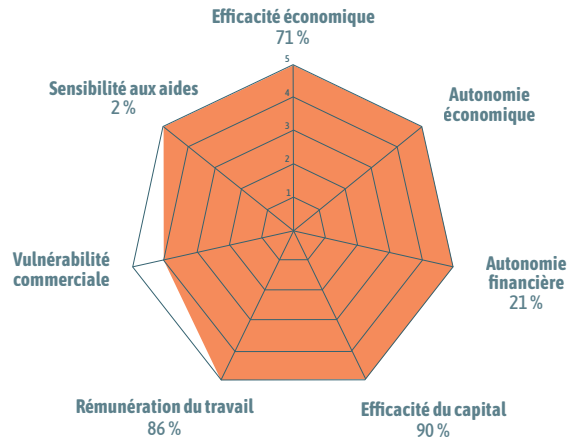 Efficacité économique
71 %
Sensibilité aux aides
2 %
Autonomie
économique
5
4
3
2
1
Vulnérabilité
commerciale
Autonomie
financière
21 %
Rémunération du travail
86 %
Efficacité du capital
90 %